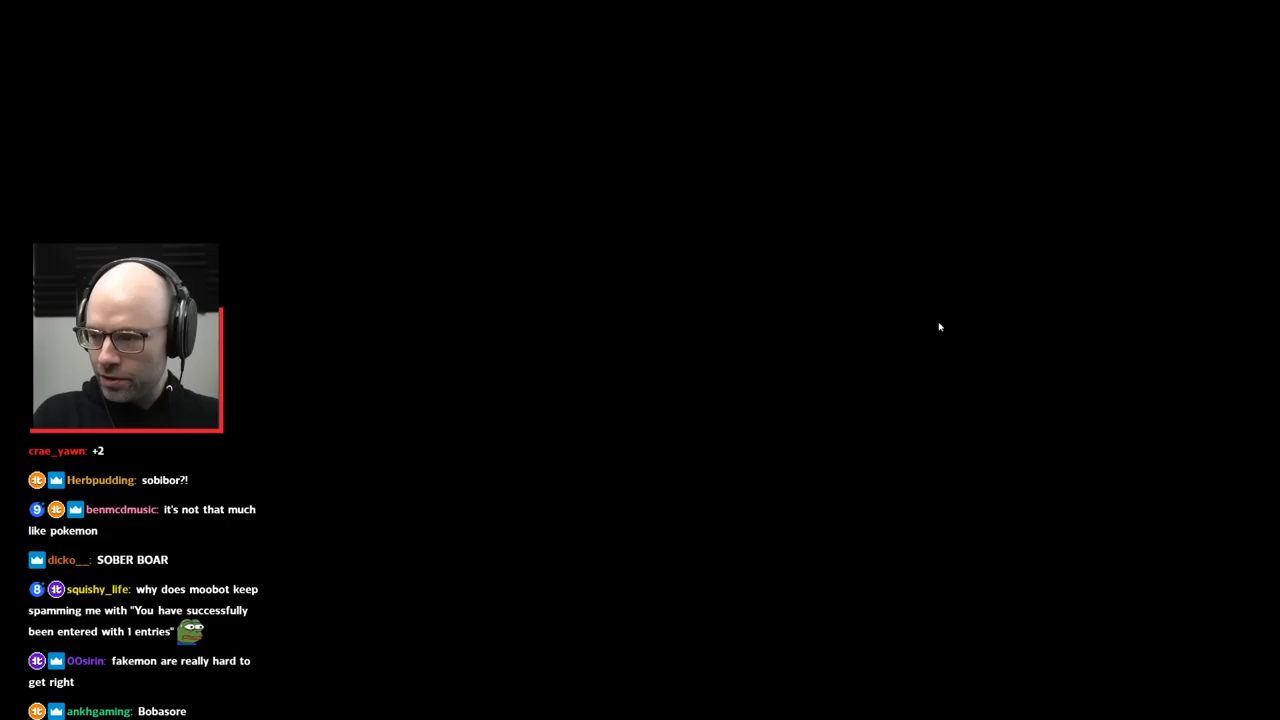 crae_yawn: +2
Herbpudding: sobibor?!
9 benmcdmusic: it's not that much
like pokemon
dicko__: SOBER BOAR
8 squishy_life: why does moobot keep
spamming me with "You have successfully
been entered with 1 entries"
OOsirin: fakemon are really hard to
get right
ankhgaming: Bobasore